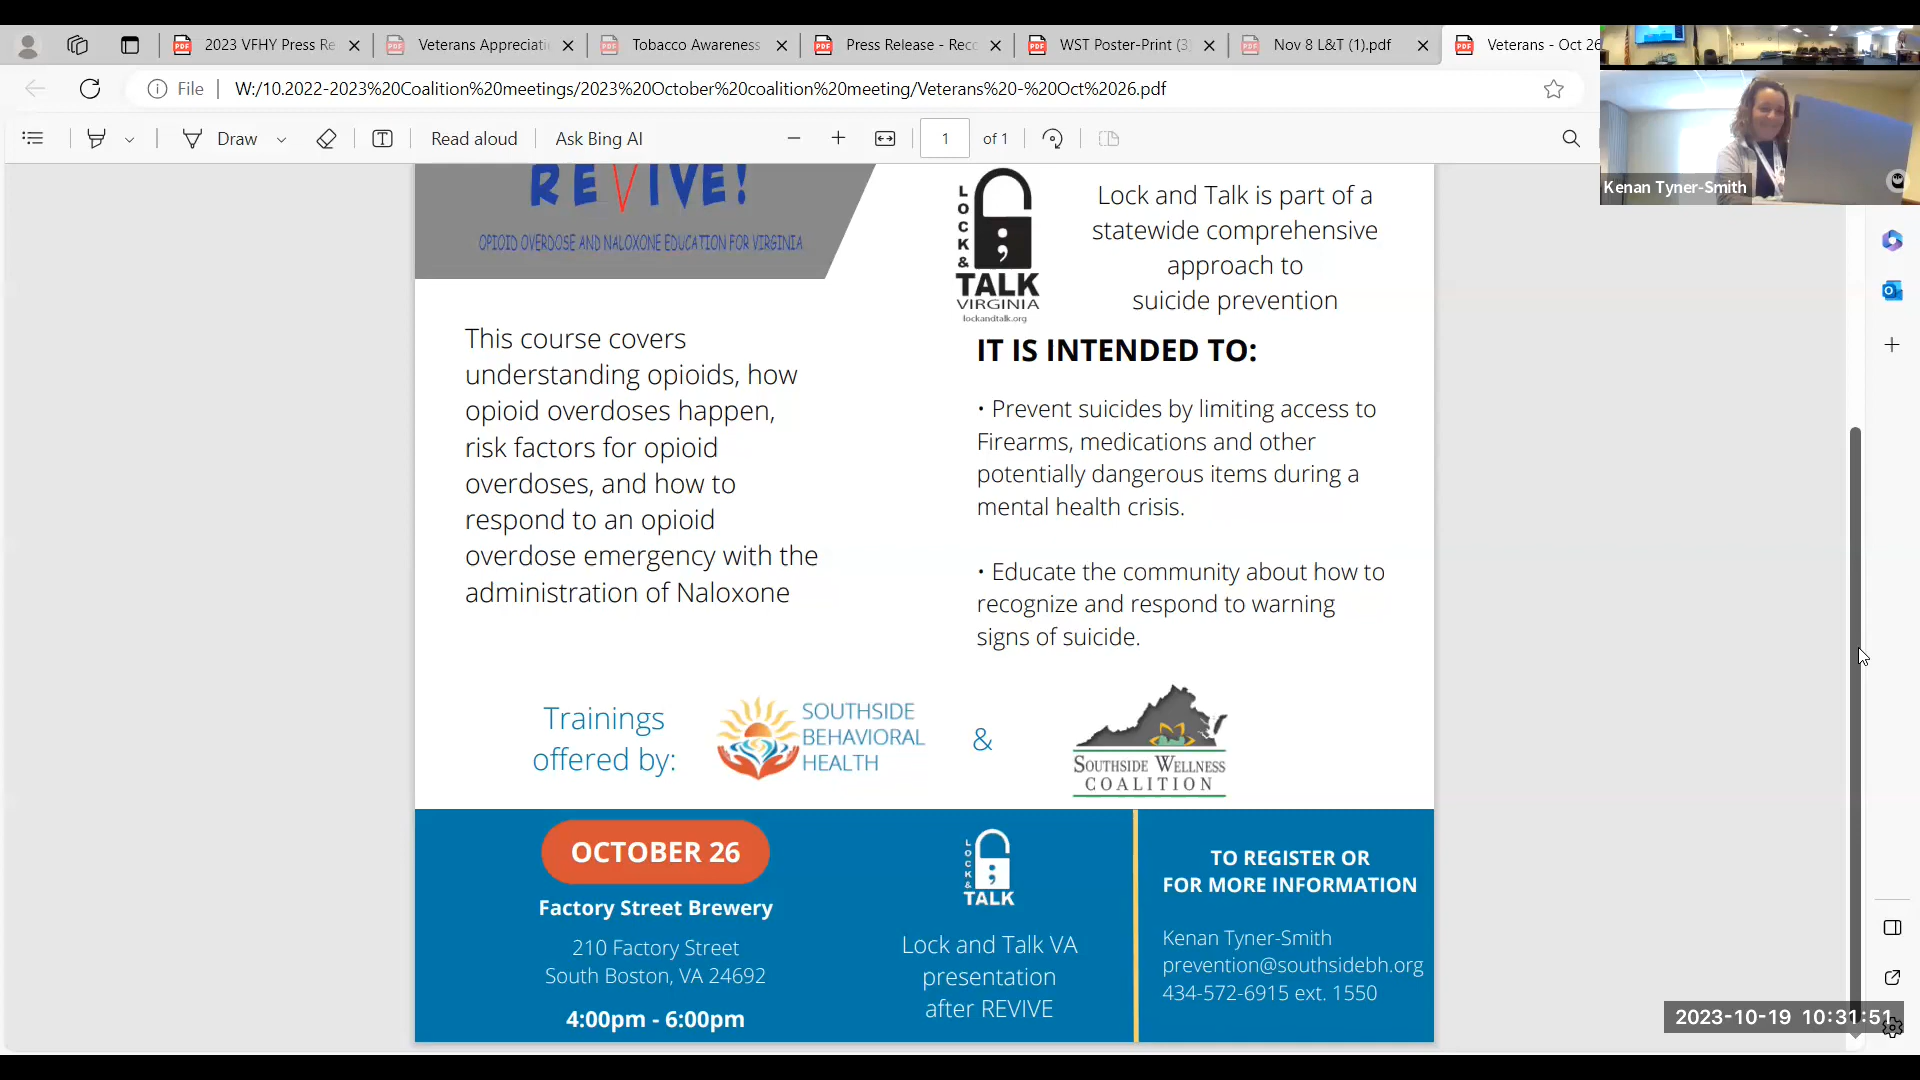 2023 VFHY Press Re
Veterans Appreciati
Tobacco Awareness
Press Release - Rec
WST Poster-Print (3)
Nov 8 L&T (1).pdf
Veterans - Oct 26
File
W:/10.2022-2023%20Coalition%20meetings/2023%20October%20coalition%20meeting/Veterans%20-%20Oct%2026.pdf
Draw
Read aloud
Ask Bing AI
1
of 1
Kenan Tyner-Smith
REVIVE!
OPIOID OVERDOSE AND NALOXONE EDUCATION FOR VIRGINIA
This course covers
understanding opioids, how
opioid overdoses happen,
risk factors for opioid
overdoses, and how to
respond to an opioid
overdose emergency with the
administration of Naloxone
LOCK &
TALK
VIRGINIA
lockandtalk.org
Lock and Talk is part of a
statewide comprehensive
approach to
suicide prevention
IT IS INTENDED TO:
• Prevent suicides by limiting access to
Firearms, medications and other
potentially dangerous items during a
mental health crisis.
• Educate the community about how to
recognize and respond to warning
signs of suicide.
Trainings
offered by:
SOUTHSIDE
BEHAVIORAL
HEALTH
&
SOUTHSIDE WELLNESS
COALITION
OCTOBER 26
Factory Street Brewery
210 Factory Street
South Boston, VA 24692
4:00pm - 6:00pm
LOCK &
TALK
Lock and Talk VA
presentation
after REVIVE
TO REGISTER OR
FOR MORE INFORMATION
Kenan Tyner-Smith
prevention@southsidebh.org
434-572-6915 ext. 1550
2023-10-19 10:31:51